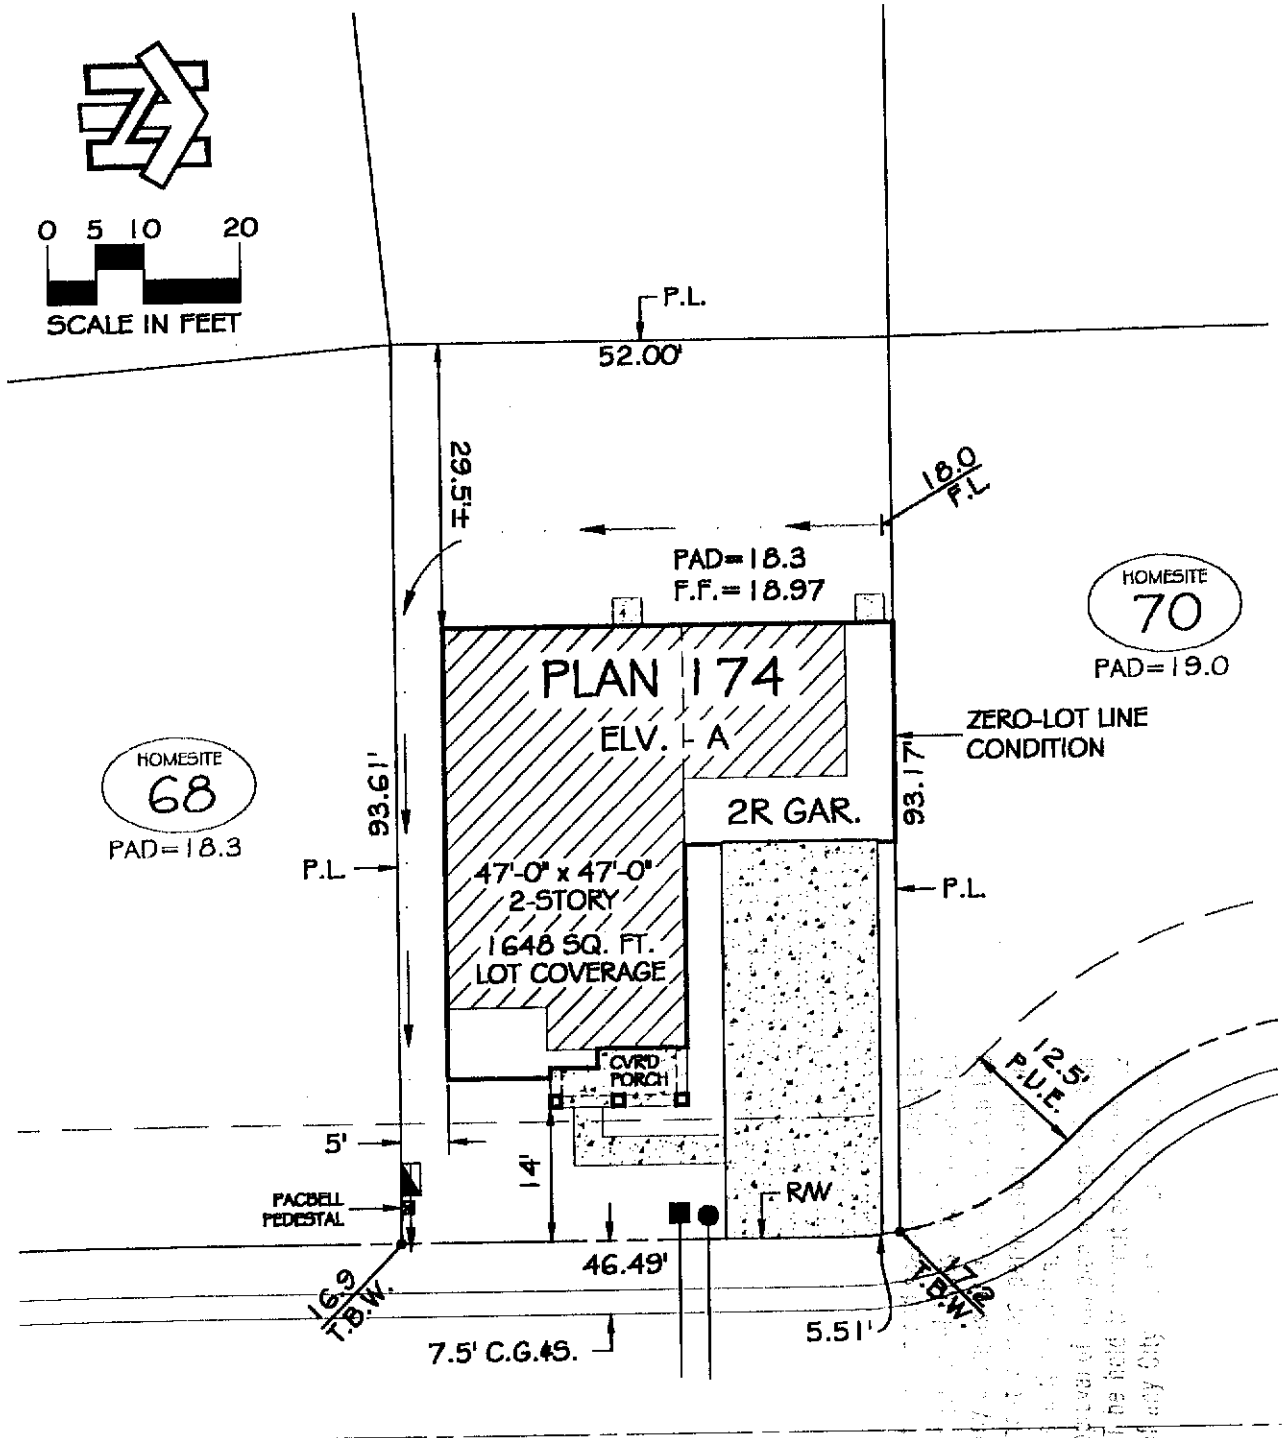 0 5 10 20
SCALE IN FEET
P.L.
52.00'
29.5'±
18.0
F.L.
PAD=18.3
F.F.=18.97
HOMESITE
70
PAD=19.0
PLAN 174
ELV. - A
ZERO-LOT LINE
CONDITION
HOMESITE
68
PAD=18.3
93.61'
93.17'
2R GAR.
P.L.
47'-0" x 47'-0"
2-STORY
1648 SQ. FT.
LOT COVERAGE
P.L.
CVR'D
PORCH
12.5'
P.U.E.
5'
14'
PACBELL
PEDESTAL
R/W
46.49'
16.9
T.B.W.
17.2
T.B.W.
5.51'
7.5' C.G.&S.